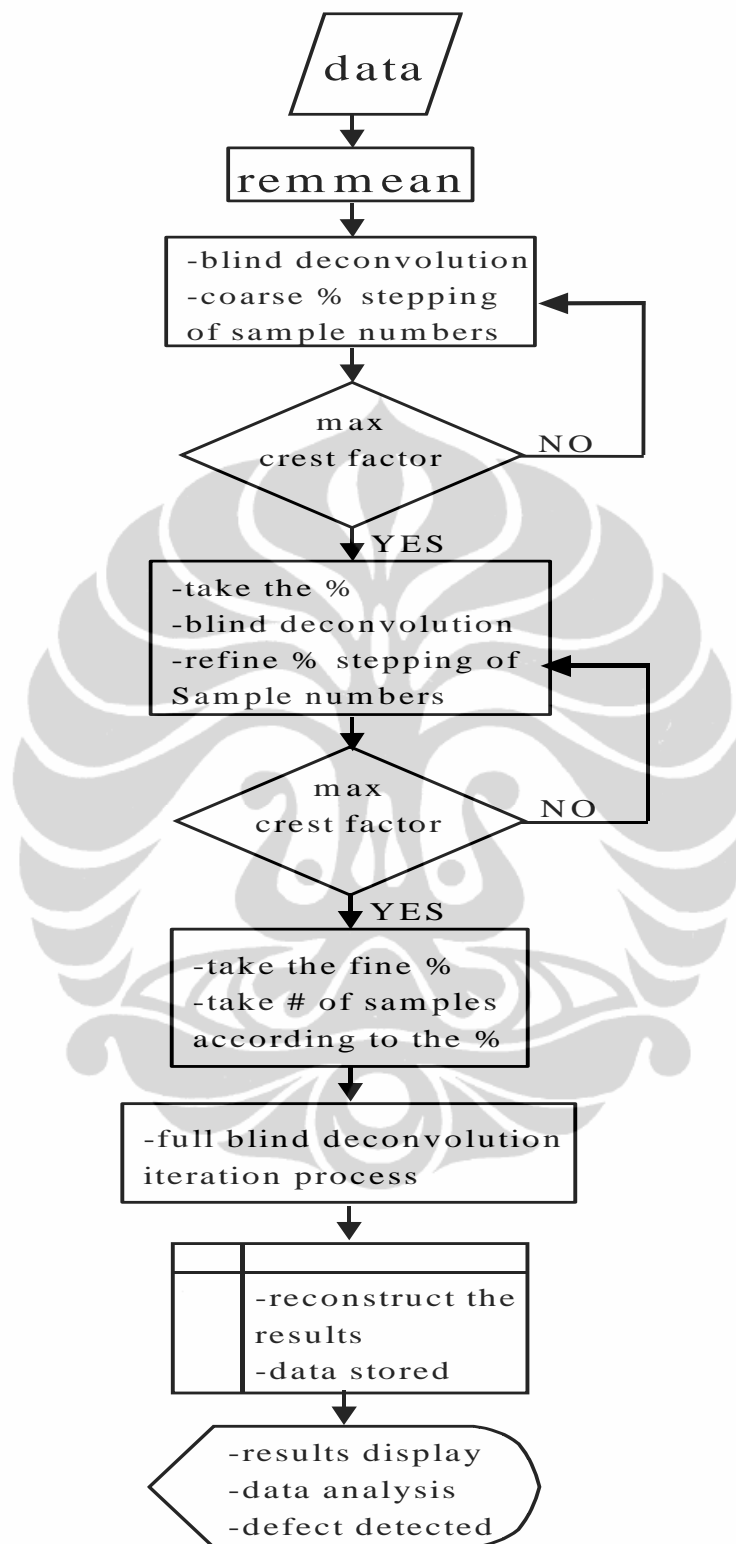 data
remmean
-blind deconvolution
-coarse % stepping
of sample numbers
max
crest factor
NO
YES
-take the %
-blind deconvolution
-refine % stepping of
Sample numbers
max
crest factor
NO
YES
-take the fine %
-take # of samples
according to the %
-full blind deconvolution
iteration process
-reconstruct the
results
-data stored
-results display
-data analysis
-defect detected